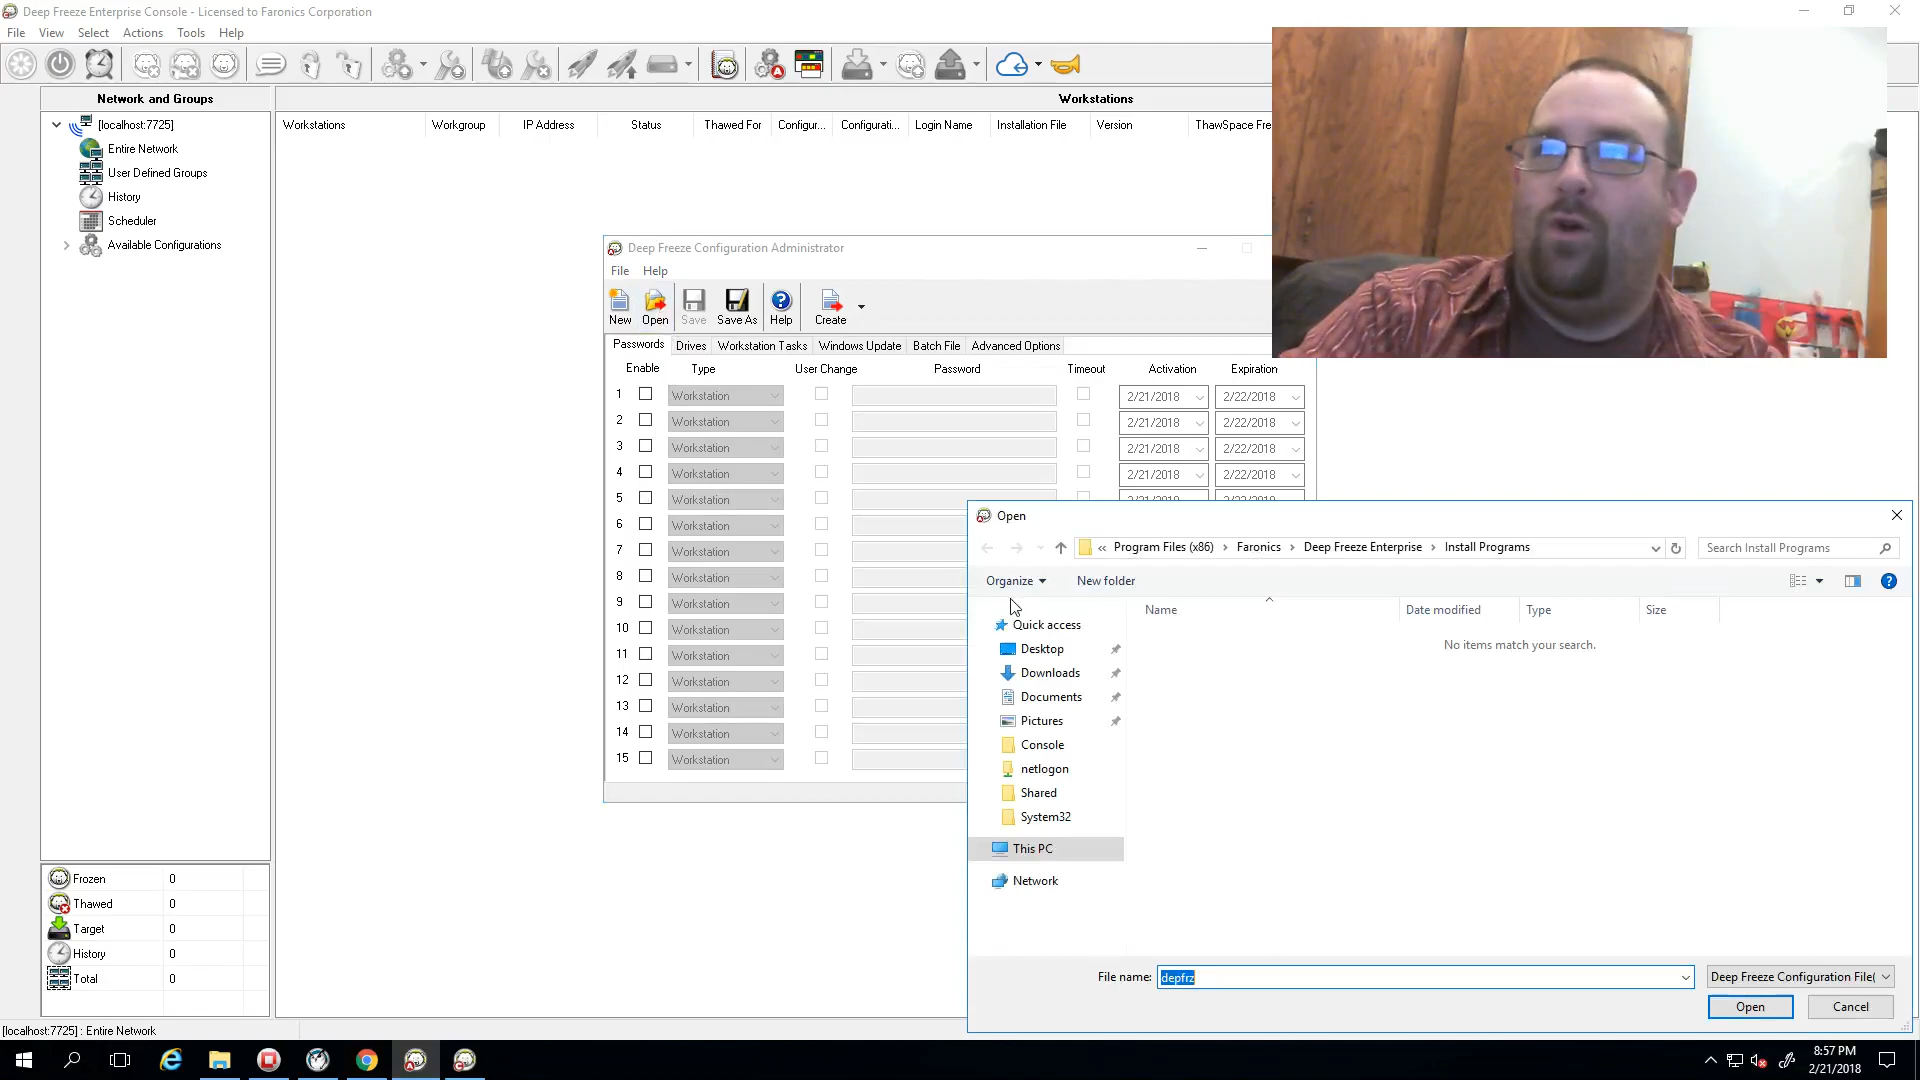 Deep Freeze Enterprise Console - Licensed to Faronics Corporation
File View Select Actions Tools Help
Network and Groups
Workstations
[localhost:7725]
Entire Network
User Defined Groups
History
Scheduler
Available Configurations
Workstations Workgroup IP Address Status Thawed For Configur... Configurati... Login Name Installation File Version ThawSpace Fre
Deep Freeze Configuration Administrator
File Help
New Open Save Save As Help Create
Passwords Drives Workstation Tasks Windows Update Batch File Advanced Options
Enable Type User Change Password Timeout Activation Expiration
1 Workstation 2/21/2018 2/22/2018
2 Workstation 2/21/2018 2/22/2018
3 Workstation 2/21/2018 2/22/2018
4 Workstation 2/21/2018 2/22/2018
5 Workstation 2/21/2018 2/22/2018
6 Workstation
7 Workstation
8 Workstation
9 Workstation
10 Workstation
11 Workstation
12 Workstation
13 Workstation
14 Workstation
15 Workstation
Open
« Program Files (x86) › Faronics › Deep Freeze Enterprise › Install Programs
Search Install Programs
Organize New folder
Name Date modified Type Size
No items match your search.
Quick access
Desktop
Downloads
Documents
Pictures
Console
netlogon
Shared
System32
This PC
Network
File name: depfrz
Deep Freeze Configuration File(
Open Cancel
Frozen 0
Thawed 0
Target 0
History 0
Total 0
[localhost:7725] : Entire Network
8:57 PM
2/21/2018